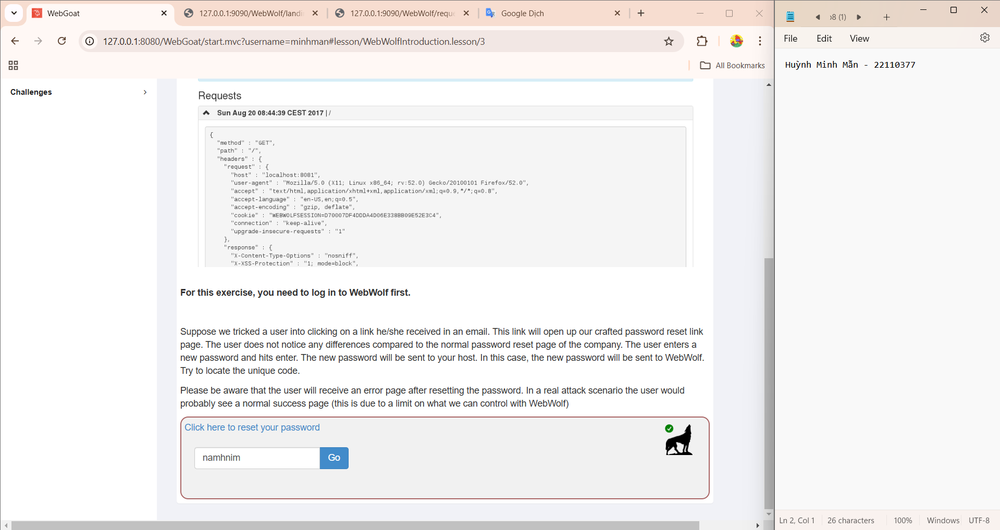 WebGoat
127.0.0.1:9090/WebWolf/landi
127.0.0.1:9090/WebWolf/reque
Google Dịch
127.0.0.1:8080/WebGoat/start.mvc?username=minhman#lesson/WebWolfIntroduction.lesson/3
All Bookmarks
Challenges
Requests
Sun Aug 20 08:44:39 CEST 2017 | /
{
"method" : "GET",
"path" : "/",
"headers" : {
"request" : {
"host" : "localhost:8081",
"user-agent" : "Mozilla/5.0 (X11; Linux x86_64; rv:52.0) Gecko/20100101 Firefox/52.0",
"accept" : "text/html,application/xhtml+xml,application/xml;q=0.9,*/*;q=0.8",
"accept-language" : "en-US,en;q=0.5",
"accept-encoding" : "gzip, deflate",
"cookie" : "WEBWOLFSESSION=D70007DF4DDDA4D06E338BB09E52E3C4",
"connection" : "keep-alive",
"upgrade-insecure-requests" : "1"
},
"response" : {
"X-Content-Type-Options" : "nosniff",
"X-XSS-Protection" : "1; mode=block",
For this exercise, you need to log in to WebWolf first.
Suppose we tricked a user into clicking on a link he/she received in an email. This link will open up our crafted password reset link
page. The user does not notice any differences compared to the normal password reset page of the company. The user enters a
new password and hits enter. The new password will be sent to your host. In this case, the new password will be sent to WebWolf.
Try to locate the unique code.
Please be aware that the user will receive an error page after resetting the password. In a real attack scenario the user would
probably see a normal success page (this is due to a limit on what we can control with WebWolf)
Click here to reset your password
namhnim
Go
8 (1)
File Edit View
Huỳnh Minh Mẫn - 22110377
Ln 2, Col 1 26 characters 100% Windows UTF-8